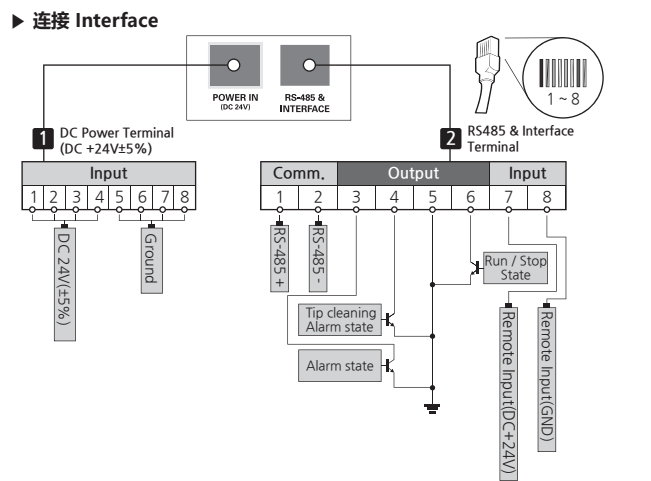 ▶ 连接 Interface
POWER IN
(DC 24V)
RS-485 &
INTERFACE
1 ~ 8
1
DC Power Terminal
(DC +24V±5%)
2
RS485 & Interface
Terminal
Input
1 2 3 4 5 6 7 8
DC 24V(±5%)
Ground
Comm. Output Input
1 2 3 4 5 6 7 8
RS-485 +
RS-485 -
Run / Stop
State
Tip cleaning
Alarm state
Alarm state
Remote Input(DC+24V)
Remote Input(GND)